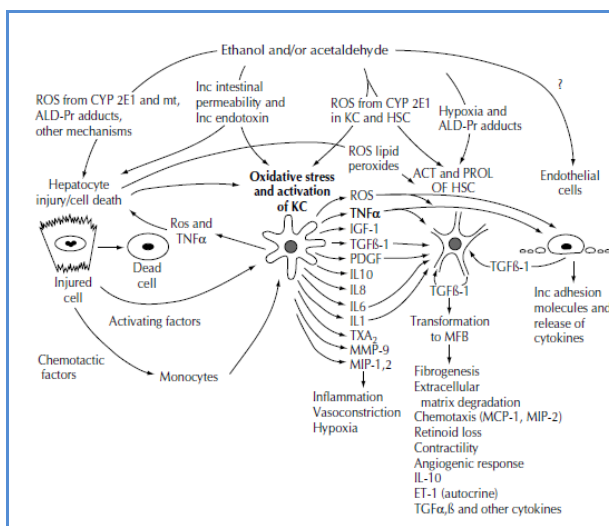 Ethanol and/or acetaldehyde
?
ROS from CYP 2E1 and mt,
ALD-Pr adducts,
other mechanisms
Inc intestinal
permeability and
Inc endotoxin
ROS from CYP 2E1
in KC and HSC
Hypoxia and
ALD-Pr adducts
ROS lipid
peroxides
Hepatocyte
injury/cell death
Oxidative stress
and activation
of KC
ACT and PROL
OF HSC
Endothelial
cells
Ros and
TNFα
Injured
cell
Dead
cell
Activating factors
Chemotactic
factors
Monocytes
ROS
TNFα
IGF-1
TGFß-1
PDGF
IL10
IL8
IL6
IL1
TXA2
MMP-9
MIP-1,2
Inflammation
Vasoconstriction
Hypoxia
TGFß-1
TGFß-1
Transformation
to MFB
Fibrogenesis
Extracellular
matrix degradation
Chemotaxis (MCP-1, MIP-2)
Retinoid loss
Contractility
Angiogenic response
IL-10
ET-1 (autocrine)
TGFα,ß and other cytokines
Inc adhesion
molecules and
release of
cytokines